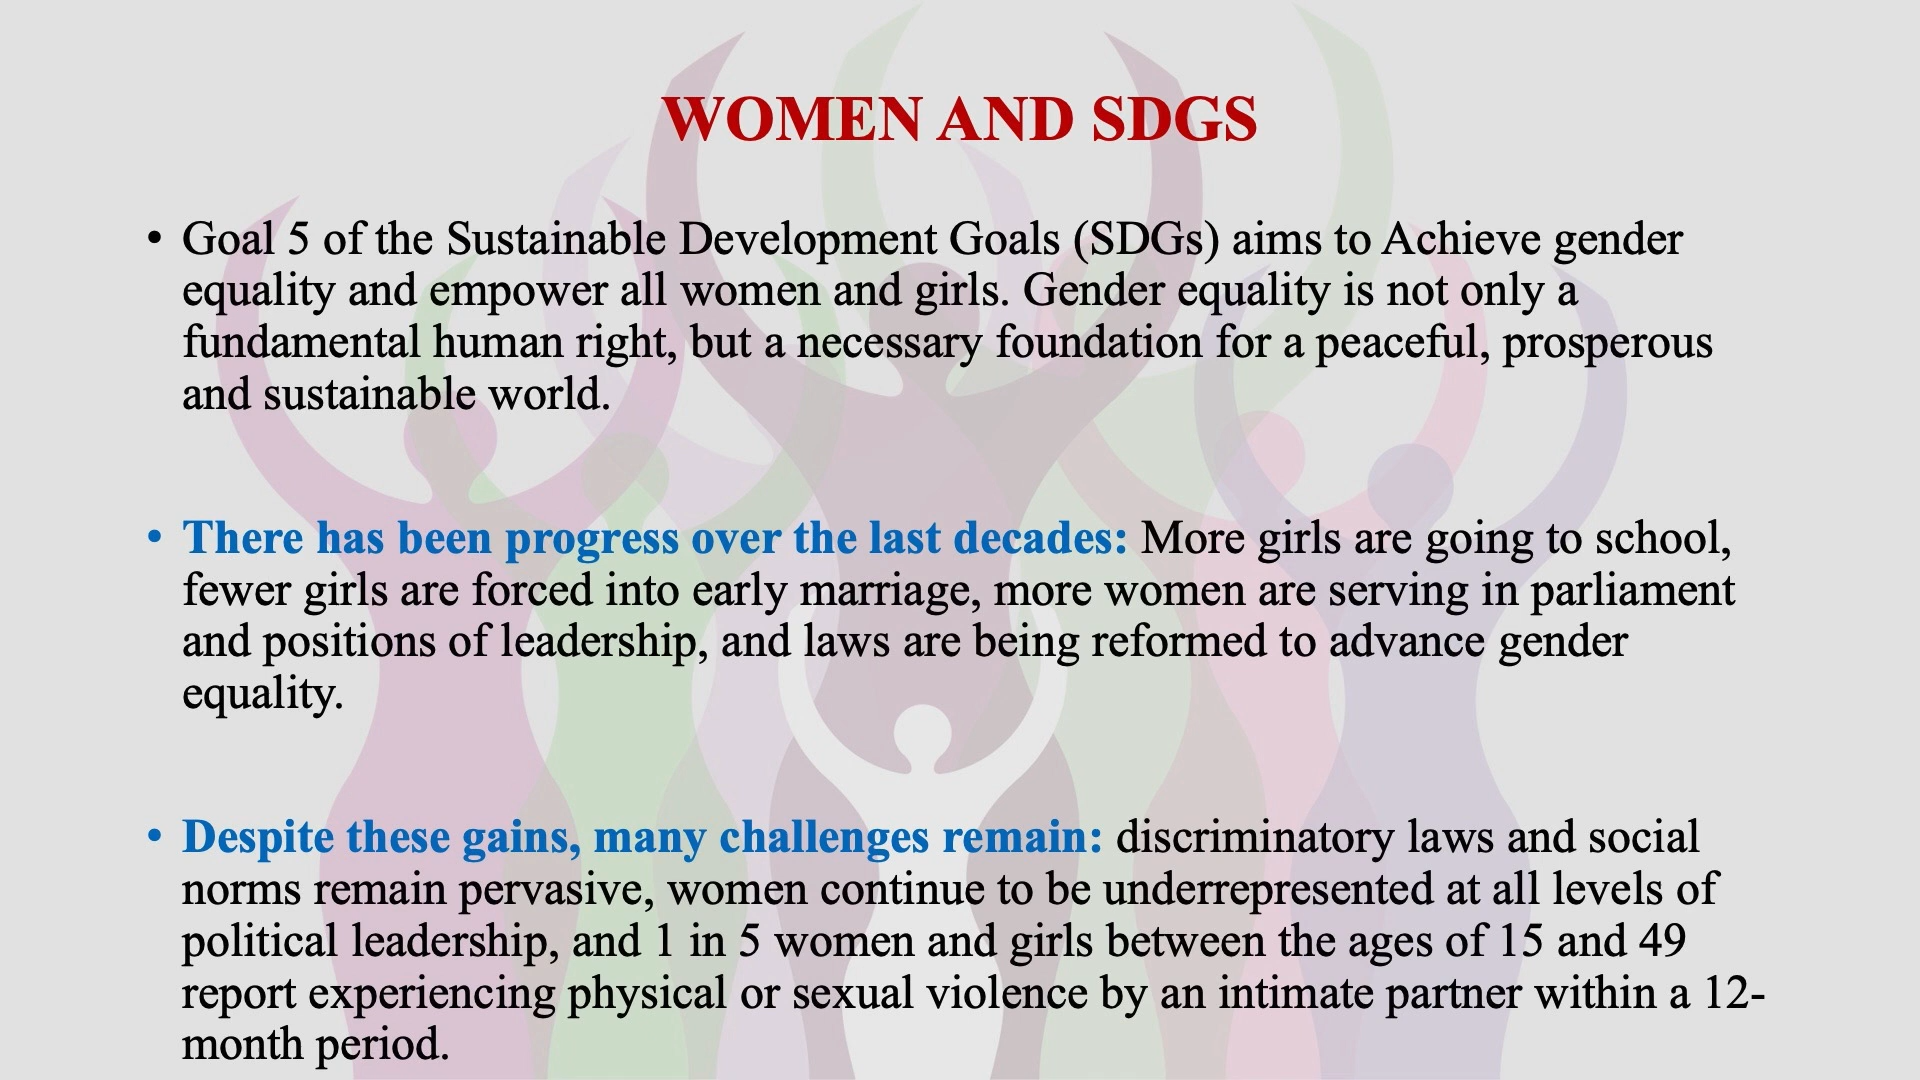 WOMEN AND SDGS
• Goal 5 of the Sustainable Development Goals (SDGs) aims to Achieve gender
equality and empower all women and girls. Gender equality is not only a
fundamental human right, but a necessary foundation for a peaceful, prosperous
and sustainable world.
• There has been progress over the last decades: More girls are going to school,
fewer girls are forced into early marriage, more women are serving in parliament
and positions of leadership, and laws are being reformed to advance gender
equality.
• Despite these gains, many challenges remain: discriminatory laws and social
norms remain pervasive, women continue to be underrepresented at all levels of
political leadership, and 1 in 5 women and girls between the ages of 15 and 49
report experiencing physical or sexual violence by an intimate partner within a 12-
month period.